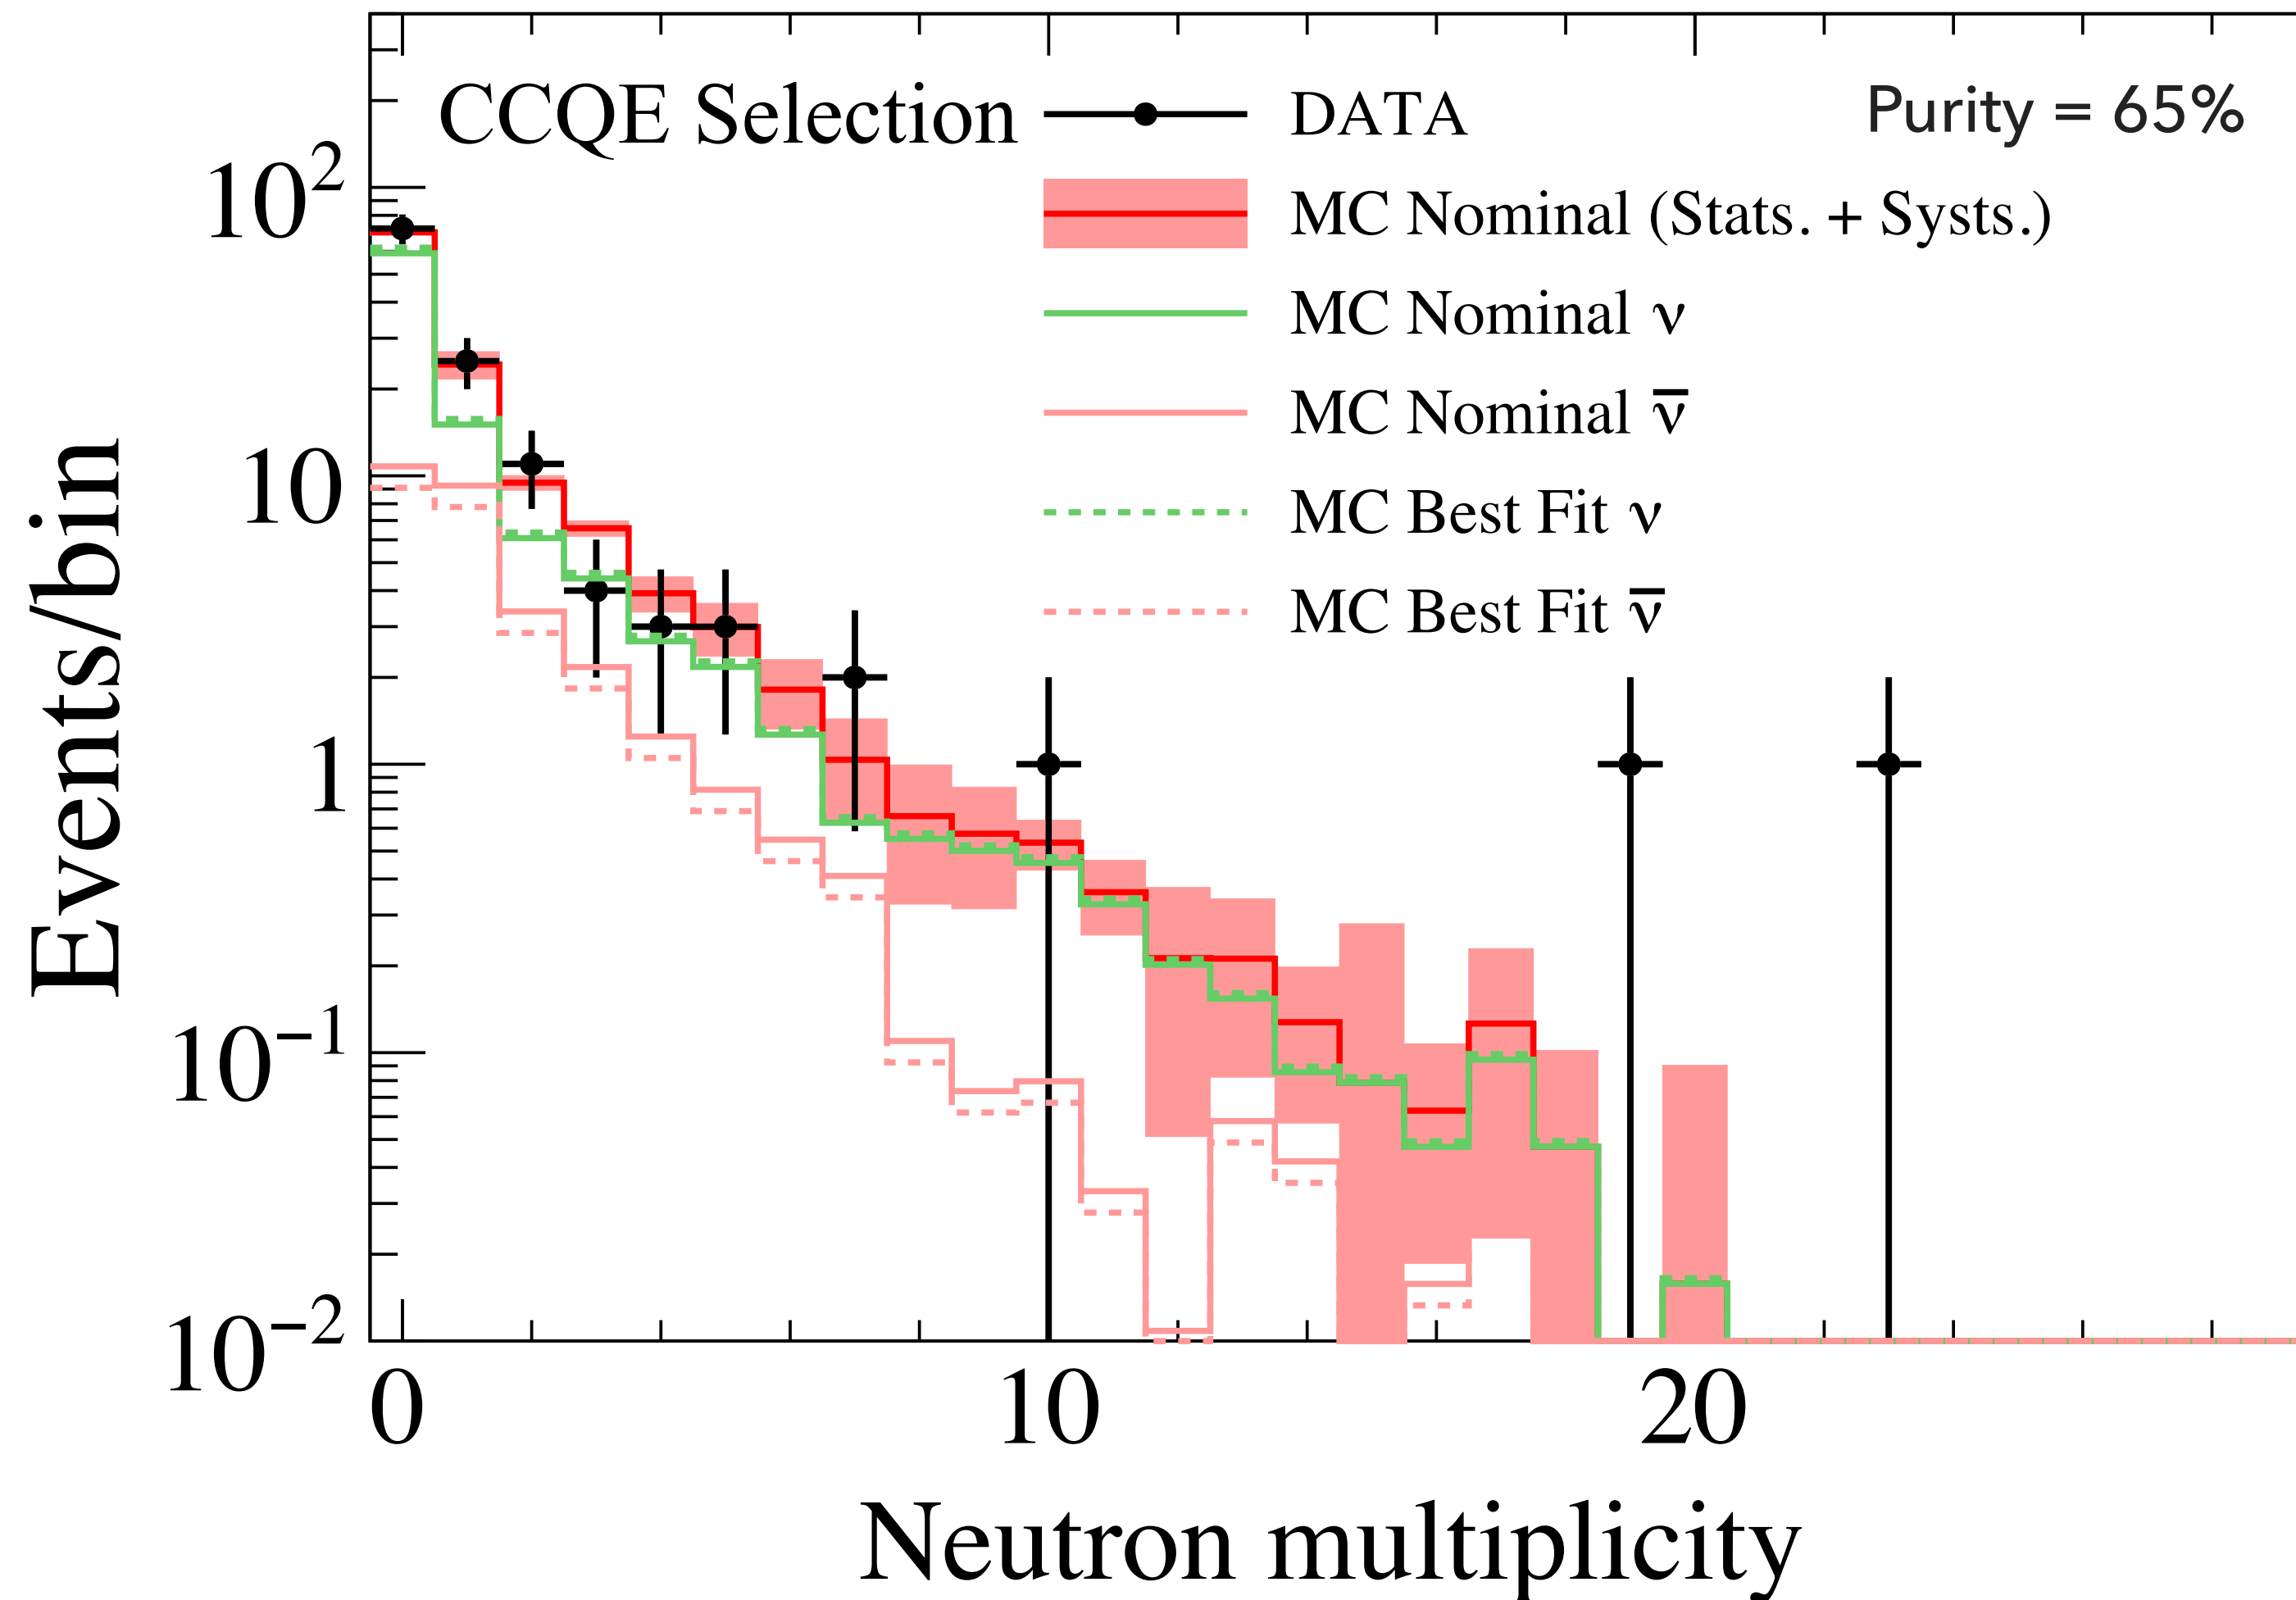 CCQE Selection
DATA
Purity = 65%
MC Nominal (Stats. + Systs.)
MC Nominal ν
MC Nominal ν̅
MC Best Fit ν
MC Best Fit ν̅
Events/bin
10²
10
1
10⁻¹
10⁻²
0 10 20
Neutron multiplicity